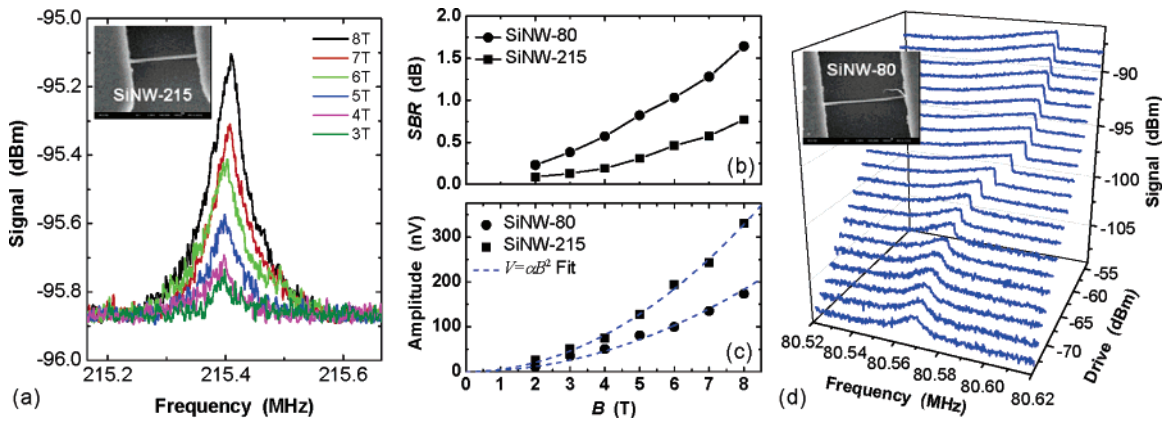 -95.0
-95.2
-95.4
-95.6
-95.8
-96.0
Signal (dBm)
SiNW-215
8T
7T
6T
5T
4T
3T
215.2 215.4 215.6
(a) Frequency (MHz)
2.0
1.5
1.0
0.5
0.0
SBR (dB)
SiNW-80
SiNW-215
(b)
300
200
100
0
Amplitude (nV)
SiNW-80
SiNW-215
V=αB² Fit
(c)
0 1 2 3 4 5 6 7 8
B (T)
SiNW-80
-90
-95
-100
-105
Signal (dBm)
-55
-60
-65
-70
Drive (dBm)
80.52 80.54 80.56 80.58 80.60 80.62
Frequency (MHz)
(d)